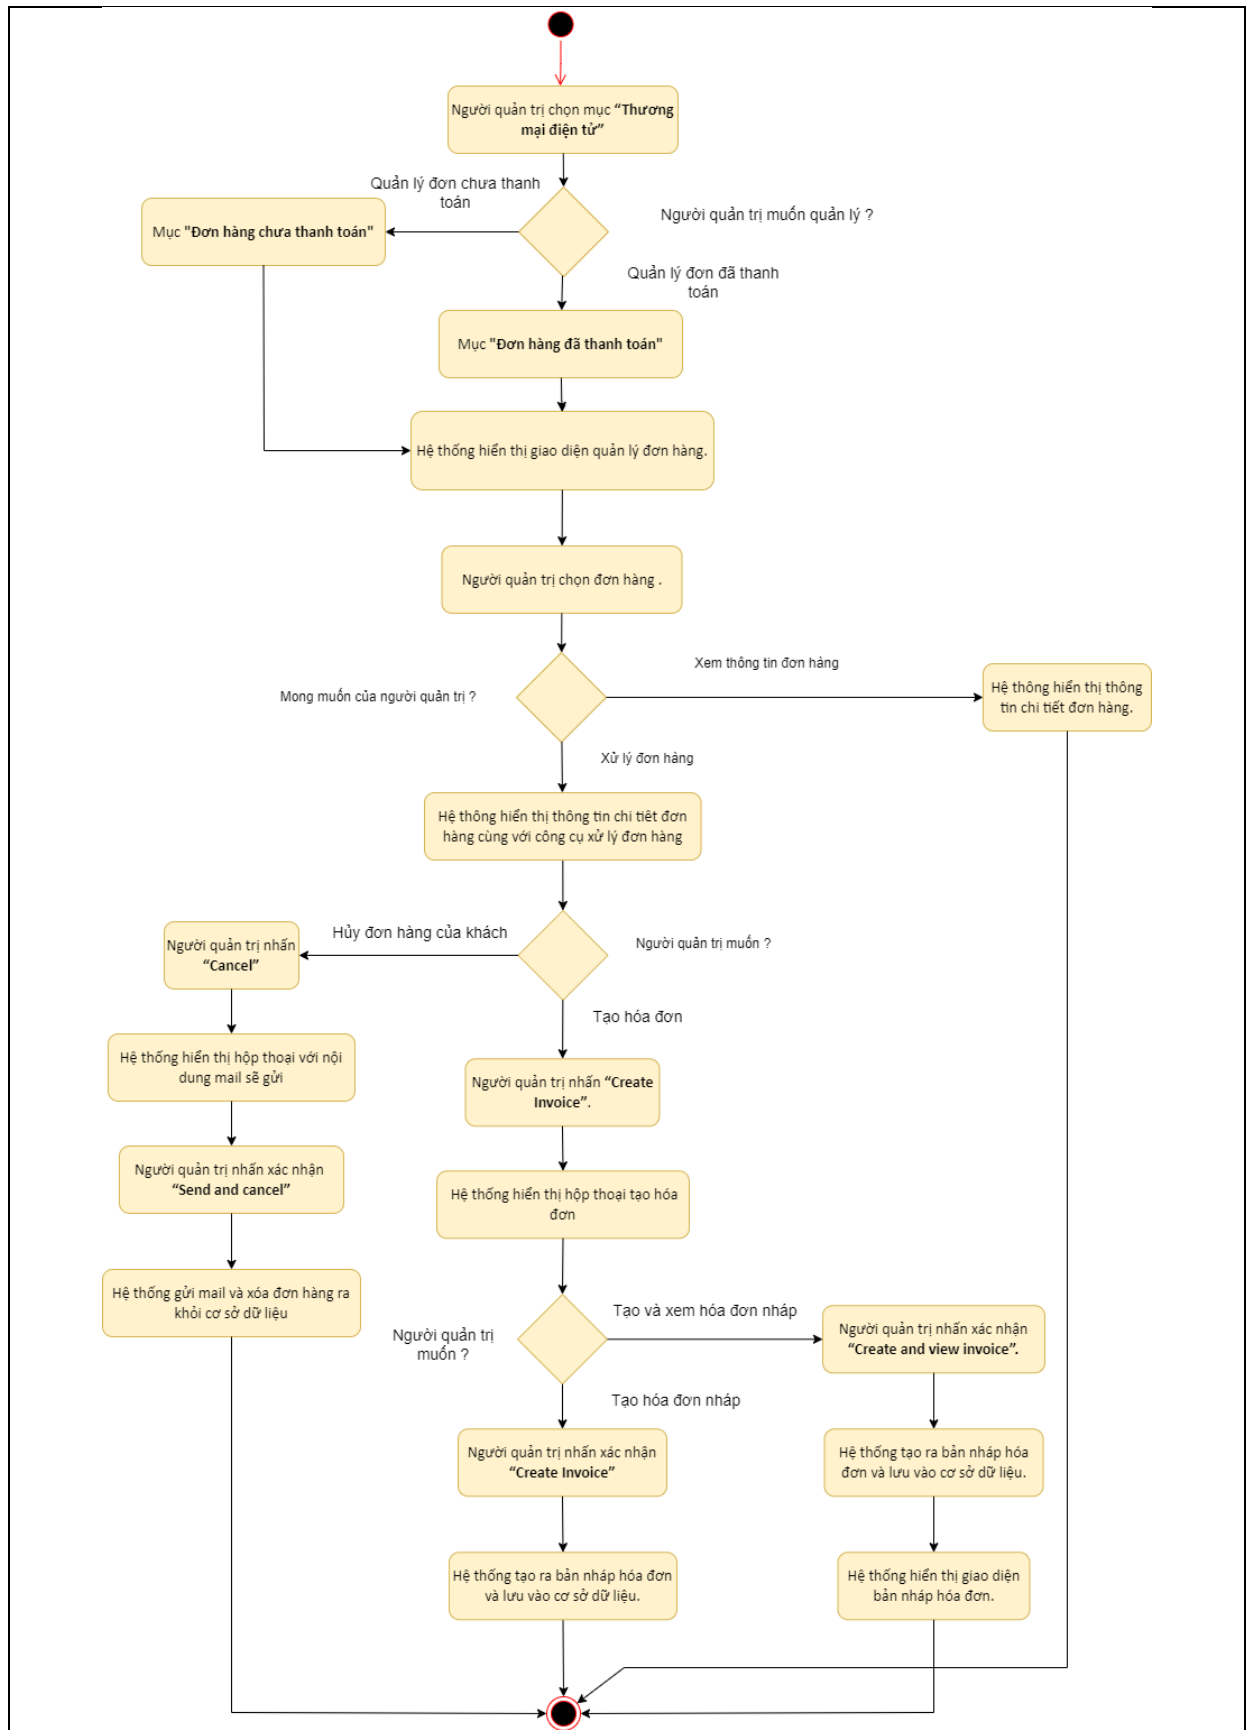 Người quản trị chọn mục “Thương
mại điện tử”
Quản lý đơn chưa thanh
toán
Người quản trị muốn quản lý ?
Mục "Đơn hàng chưa thanh toán"
Quản lý đơn đã thanh
toán
Mục "Đơn hàng đã thanh toán"
Hệ thống hiển thị giao diện quản lý đơn hàng.
Người quản trị chọn đơn hàng .
Xem thông tin đơn hàng
Mong muốn của người quản trị ?
Hệ thông hiển thị thông
tin chi tiết đơn hàng.
Xử lý đơn hàng
Hệ thông hiển thị thông tin chi tiêt đơn
hàng cùng với công cụ xử lý đơn hàng
Hủy đơn hàng của khách
Người quản trị muốn ?
Người quản trị nhấn
“Cancel”
Tạo hóa đơn
Hệ thống hiển thị hộp thoại với nội
dung mail sẽ gửi
Người quản trị nhấn “Create
Invoice”.
Người quản trị nhấn xác nhận
“Send and cancel”
Hệ thống hiển thị hộp thoại tạo hóa
đơn
Hệ thống gửi mail và xóa đơn hàng ra
khỏi cơ sở dữ liệu
Tạo và xem hóa đơn nháp
Người quản trị
muốn ?
Người quản trị nhấn xác nhận
“Create and view invoice”.
Tạo hóa đơn nháp
Người quản trị nhấn xác nhận
“Create Invoice”
Hệ thống tạo ra bản nháp hóa
đơn và lưu vào cơ sở dữ liệu.
Hệ thống tạo ra bản nháp hóa đơn
và lưu vào cơ sở dữ liệu.
Hệ thống hiển thị giao diện
bản nháp hóa đơn.